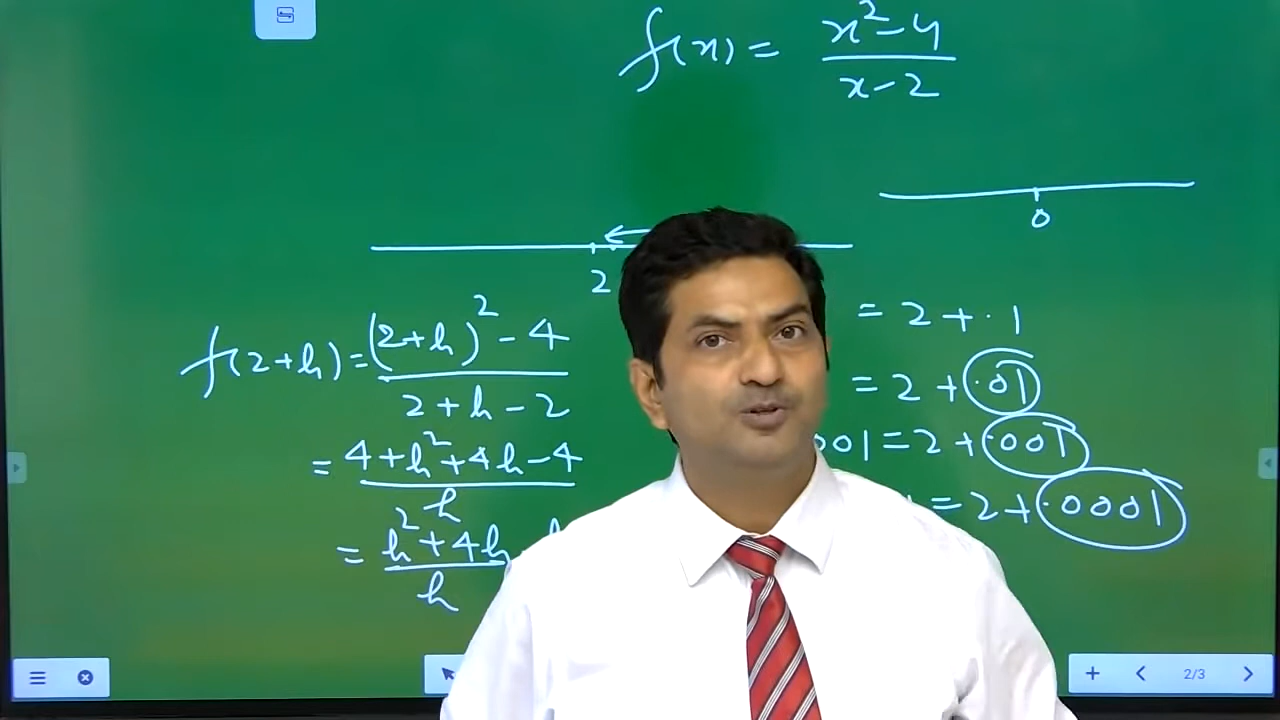 f(x) = x²-4 / x-2
0
2
f(2+h) = (2+h)² - 4 / 2+h-2
= 4+h²+4h-4 / h
= h²+4h / h
= 2+.1
= 2+.01
001 = 2+.001
= 2+.0001
2/3